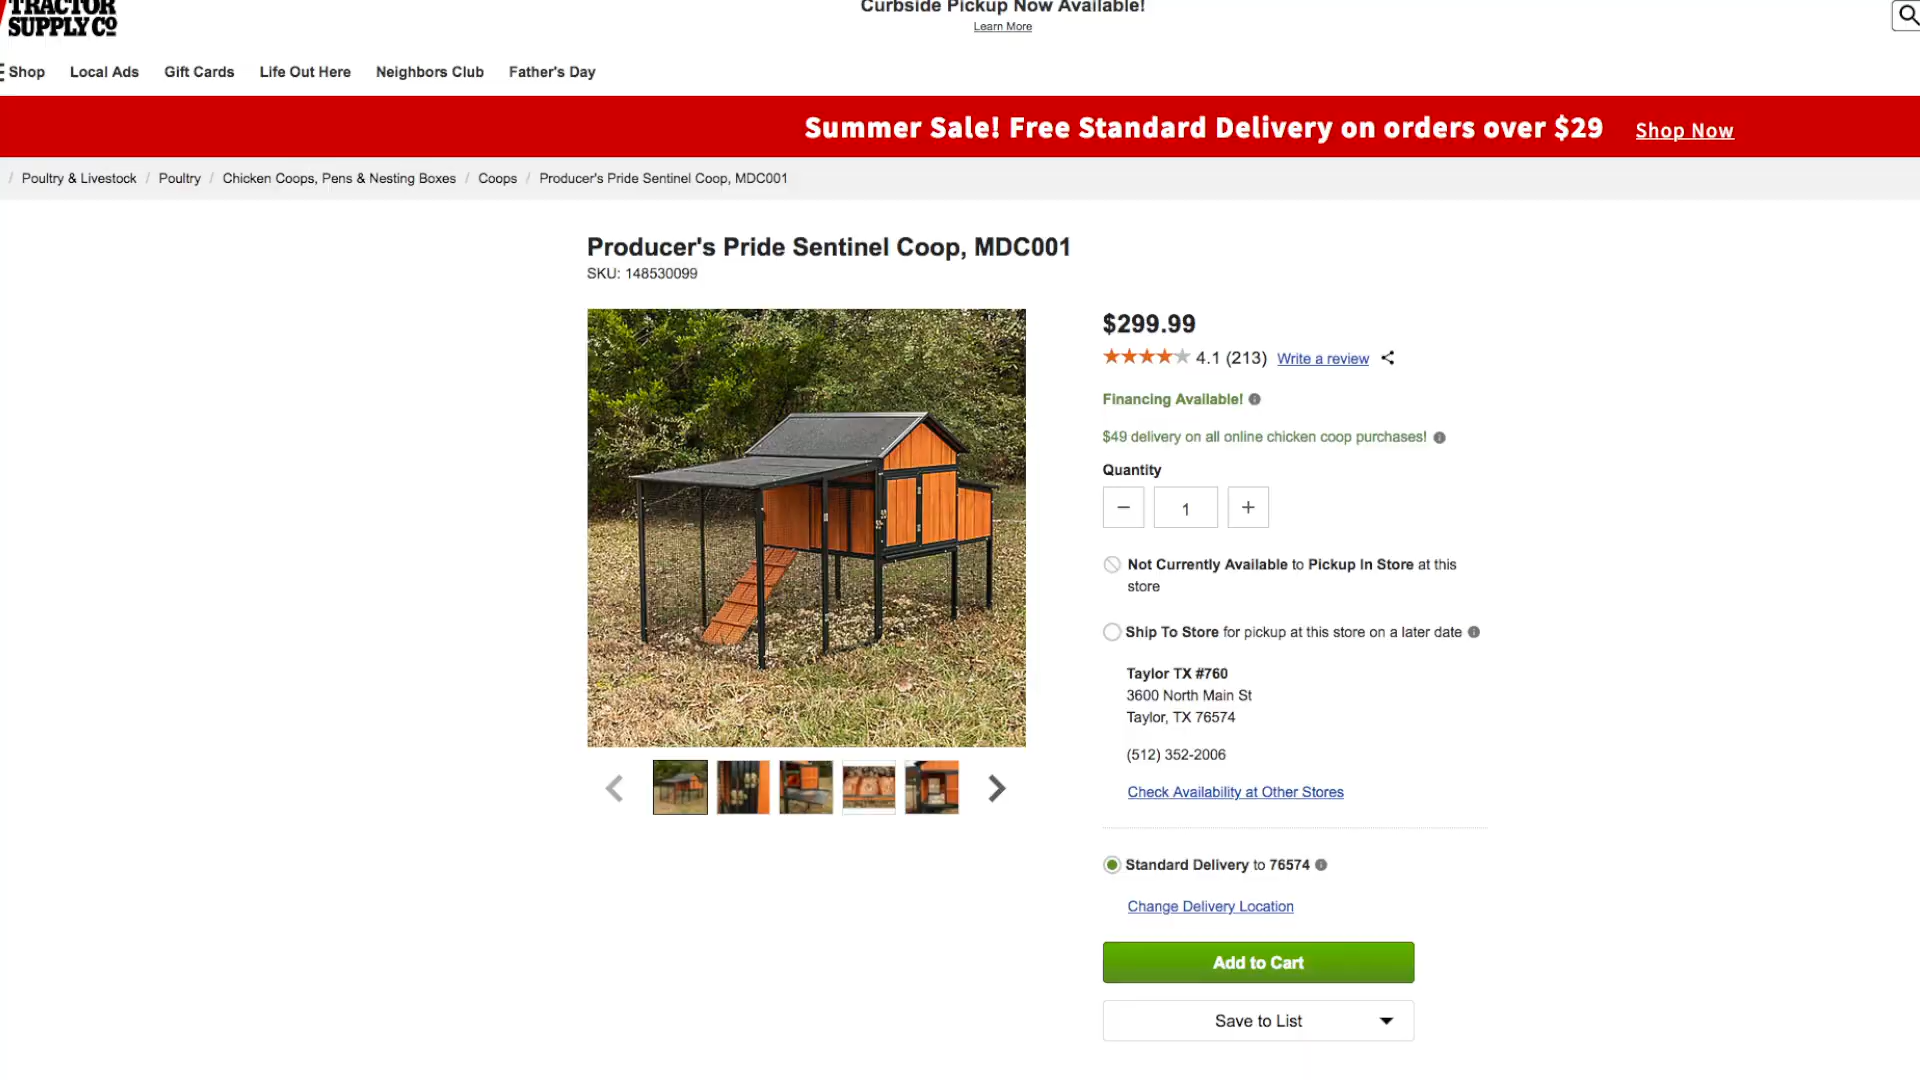 TRACTOR
SUPPLY CO
Curbside Pickup Now Available!
Learn More
Shop
Local Ads
Gift Cards
Life Out Here
Neighbors Club
Father's Day
Summer Sale! Free Standard Delivery on orders over $29
Shop Now
/ Poultry & Livestock / Poultry / Chicken Coops, Pens & Nesting Boxes / Coops / Producer's Pride Sentinel Coop, MDC001
Producer's Pride Sentinel Coop, MDC001
SKU: 148530099
$299.99
4.1 (213) Write a review
Financing Available!
$49 delivery on all online chicken coop purchases!
Quantity
− 1 +
Not Currently Available to Pickup In Store at this
store
Ship To Store for pickup at this store on a later date
Taylor TX #760
3600 North Main St
Taylor, TX 76574
(512) 352-2006
Check Availability at Other Stores
Standard Delivery to 76574
Change Delivery Location
Add to Cart
Save to List